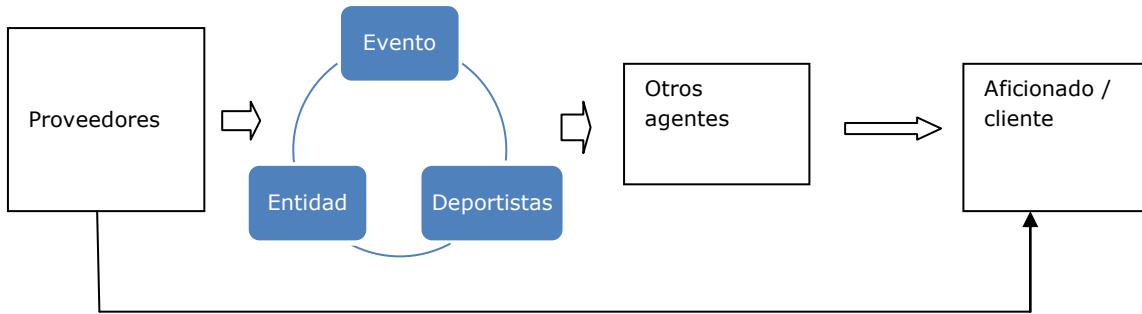 Proveedores
Evento
Entidad
Deportistas
Otros
agentes
Aficionado /
cliente